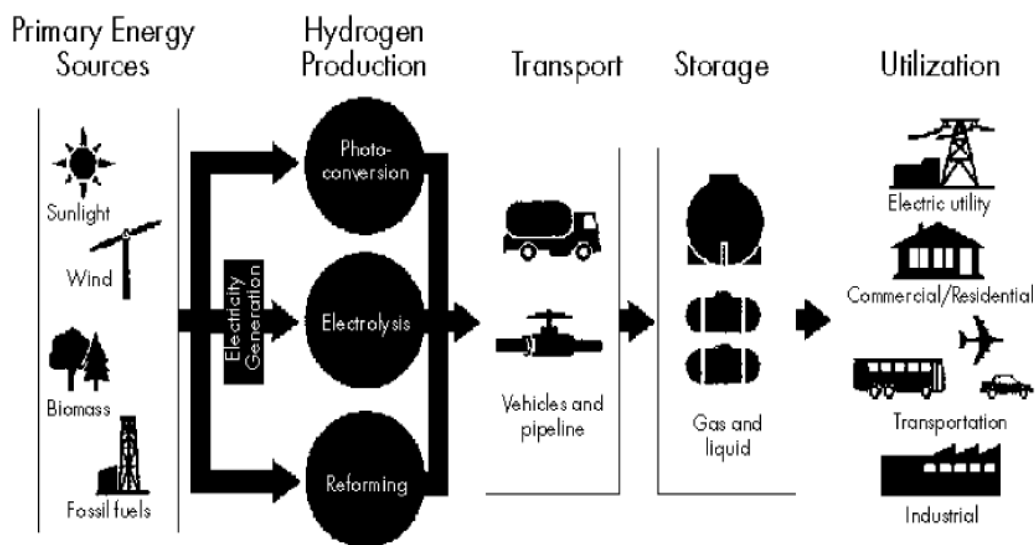 Primary Energy
Sources
Hydrogen
Production
Transport
Storage
Utilization
Sunlight
Wind
Biomass
Fossil fuels
Electricity
Generation
Photo-
conversion
Electrolysis
Reforming
Vehicles and
pipeline
Gas and
liquid
Electric utility
Commercial/Residential
Transportation
Industrial